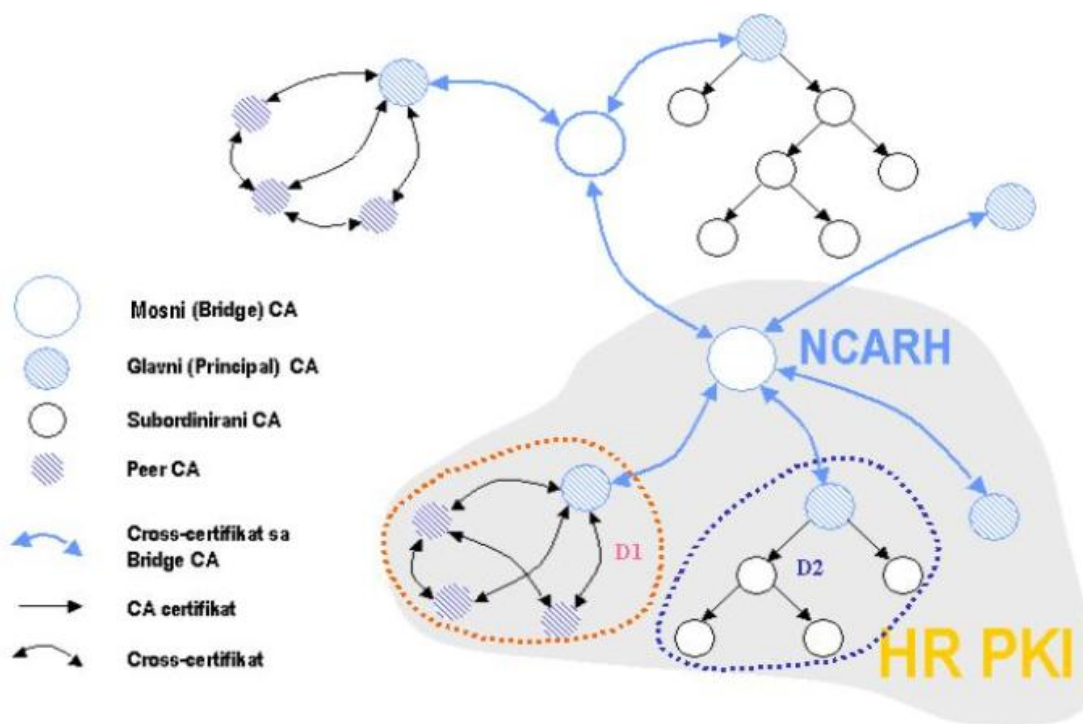 Mosni (Bridge) CA
Glavni (Principal) CA
Subordinirani CA
Peer CA
Cross-certifikat sa
Bridge CA
CA certifikat
Cross-certifikat
NCARH
D1
D2
HR PKI